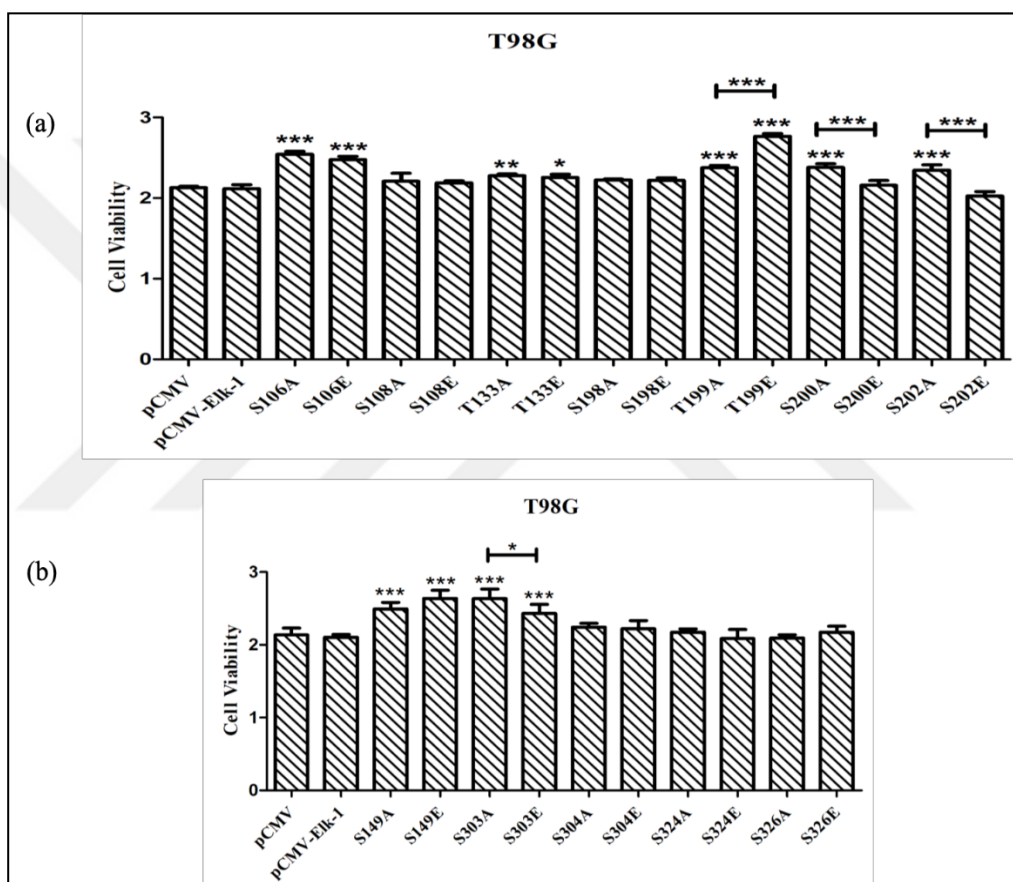 T98G
(a)
*** *** ***
*** *** ** * *** *** *** ***
3
2
1
0
Cell Viability
pCMV
pCMV-Elk-1
S106A
S106E
S108A
S108E
T133A
T133E
S198A
S198E
T199A
T199E
S200A
S200E
S202A
S202E
T98G
(b)
*
*** *** *** ***
3
2
1
0
Cell Viability
pCMV
pCMV-Elk-1
S149A
S149E
S303A
S303E
S304A
S304E
S324A
S324E
S326A
S326E